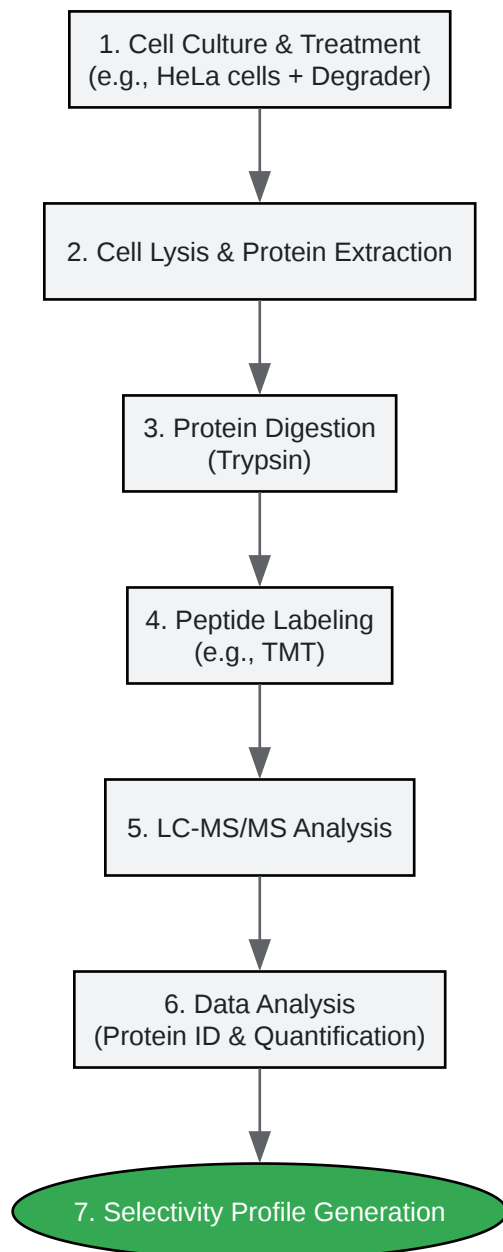 1. Cell Culture & Treatment
(e.g., HeLa cells + Degrader)
2. Cell Lysis & Protein Extraction
3. Protein Digestion
(Trypsin)
4. Peptide Labeling
(e.g., TMT)
5. LC-MS/MS Analysis
6. Data Analysis
(Protein ID & Quantification)
7. Selectivity Profile Generation